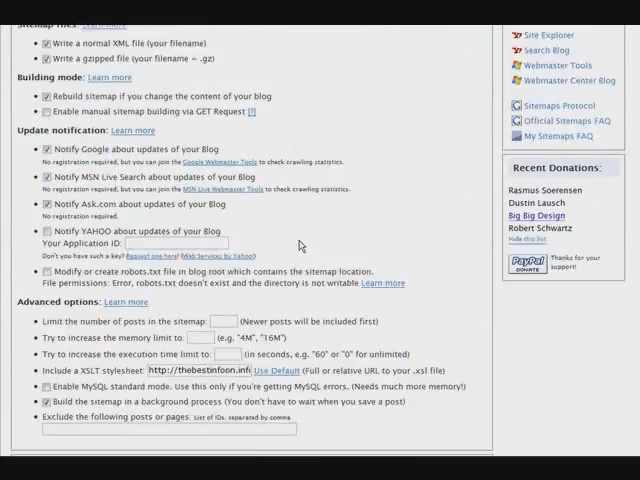 Sitemap files: Learn more
Write a normal XML file (your filename)
Write a gzipped file (your filename + .gz)
Building mode: Learn more
Rebuild sitemap if you change the content of your blog
Enable manual sitemap building via GET Request [?]
Update notification: Learn more
Notify Google about updates of your Blog
No registration required, but you can join the Google Webmaster Tools to check crawling statistics.
Notify MSN Live Search about updates of your Blog
No registration required, but you can join the MSN Live Webmaster Tools to check crawling statistics.
Notify Ask.com about updates of your Blog
No registration required.
Notify YAHOO about updates of your Blog
Your Application ID:
Don't you have such a key? Request one here! (Web Services by Yahoo!)
Modify or create robots.txt file in blog root which contains the sitemap location.
File permissions: Error, robots.txt doesn't exist and the directory is not writable Learn more
Advanced options: Learn more
Limit the number of posts in the sitemap: (Newer posts will be included first)
Try to increase the memory limit to: (e.g. "4M", "16M")
Try to increase the execution time limit to: (in seconds, e.g. "60" or "0" for unlimited)
Include a XSLT stylesheet: http://thebestinfoon.info Use Default (Full or relative URL to your .xsl file)
Enable MySQL standard mode. Use this only if you're getting MySQL errors. (Needs much more memory!)
Build the sitemap in a background process (You don't have to wait when you save a post)
Exclude the following posts or pages: List of IDs, separated by comma
Site Explorer
Search Blog
Webmaster Tools
Webmaster Center Blog
Sitemaps Protocol
Official Sitemaps FAQ
My Sitemaps FAQ
Recent Donations:
Rasmus Soerensen
Dustin Lausch
Big Big Design
Robert Schwartz
Hide this list
PayPal
DONATE
Thanks for your
support!